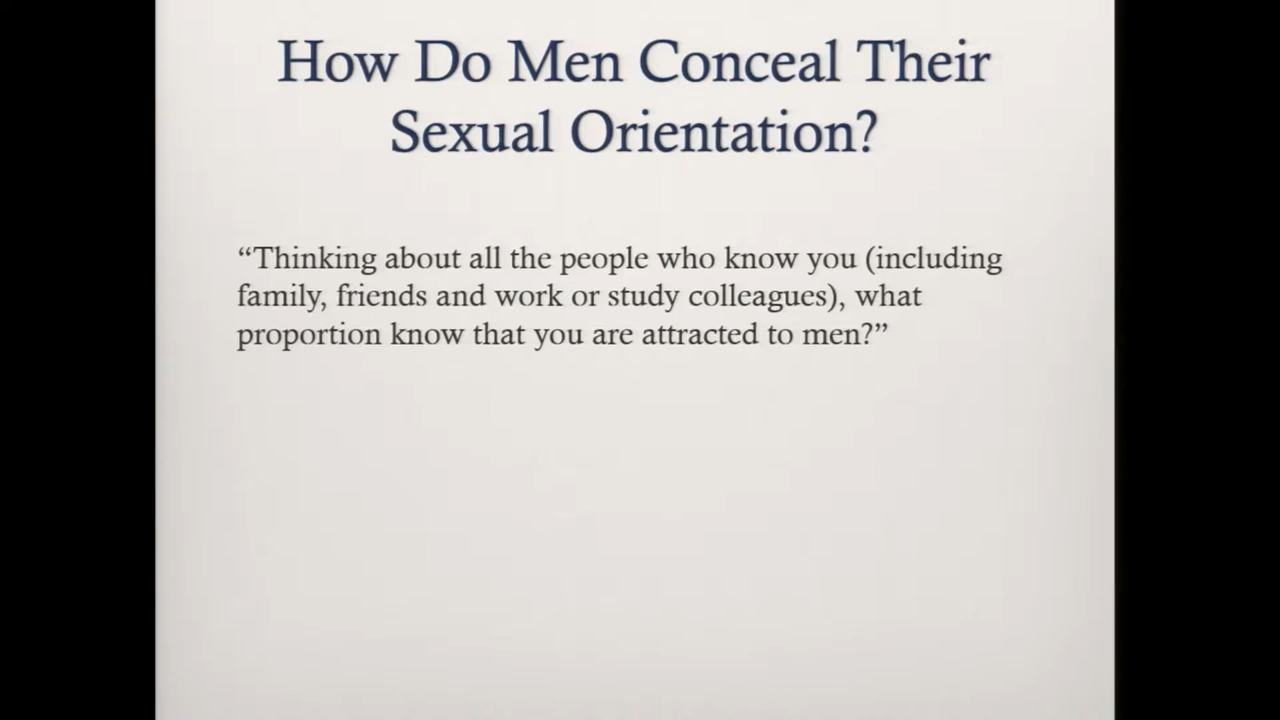 How Do Men Conceal Their
Sexual Orientation?
“Thinking about all the people who know you (including
family, friends and work or study colleagues), what
proportion know that you are attracted to men?”